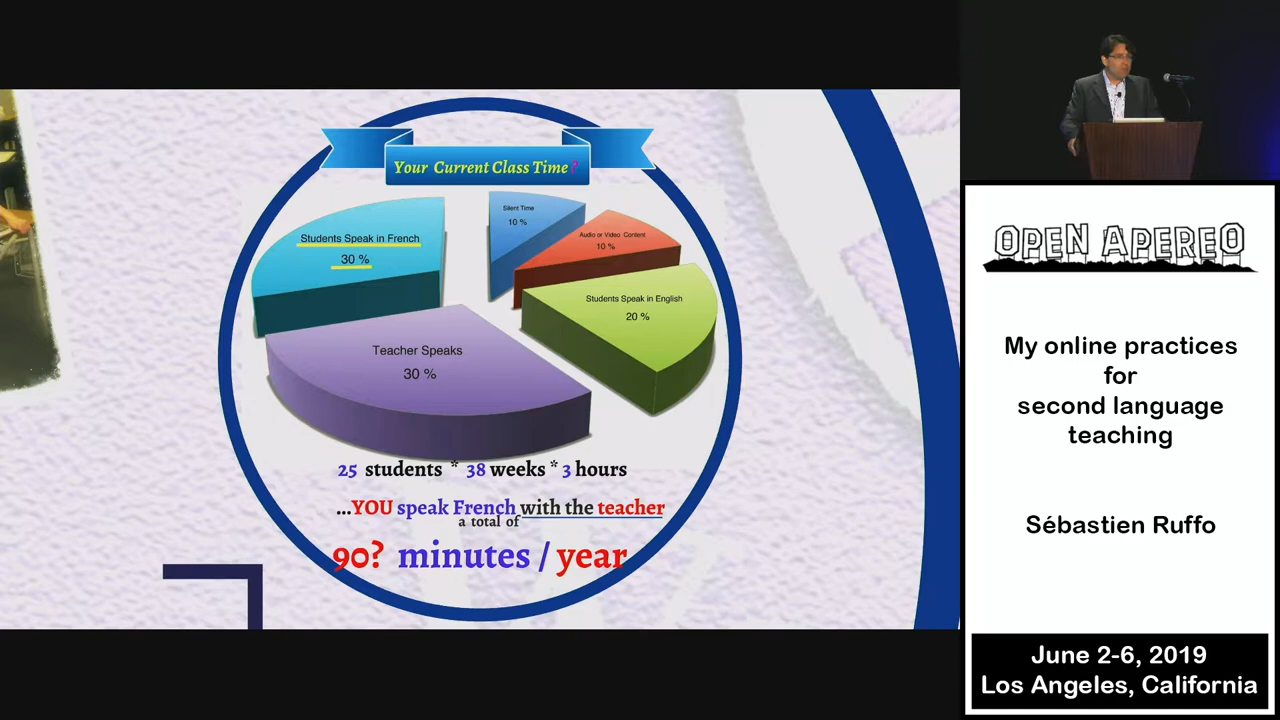 Your Current Class Time ?
Silent Time
10 %
Audio or Video Content
10 %
Students Speak in French
30 %
Students Speak in English
20 %
Teacher Speaks
30 %
25 students * 38 weeks * 3 hours
...YOU speak French with the teacher
a total of
90? minutes / year
OPEN APEREO
My online practices
for
second language
teaching
Sébastien Ruffo
June 2-6, 2019
Los Angeles, California